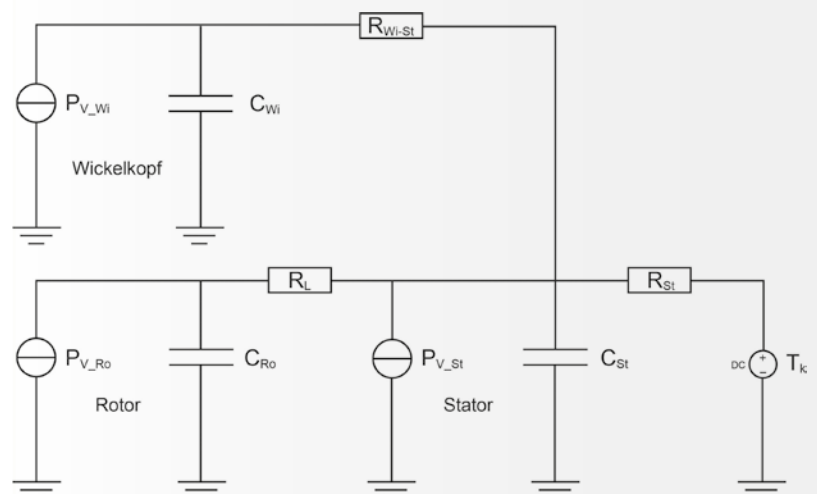 R_Wi-St
P_V_Wi
C_Wi
Wickelkopf
R_L
R_St
P_V_Ro
C_Ro
P_V_St
C_St
DC
+
−
T_k
Rotor
Stator